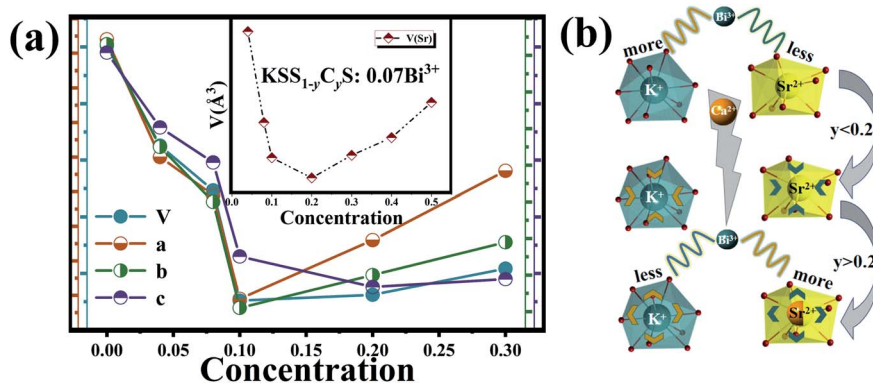 (a)
V(Sr)
KSS₁₋yCyS: 0.07Bi³⁺
V(Å³)
0.0 0.1 0.2 0.3 0.4 0.5
Concentration
V
a
b
c
0.00 0.05 0.10 0.15 0.20 0.25 0.30
Concentration
(b)
Bi³⁺
more
less
K⁺
Sr²⁺
Ca²⁺
y<0.2
K⁺
Sr²⁺
Bi³⁺
y>0.2
less
more
K⁺
Sr²⁺